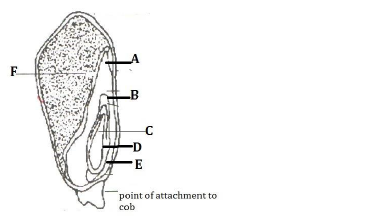 A
F
B
C
D
E
point of attachment to
cob